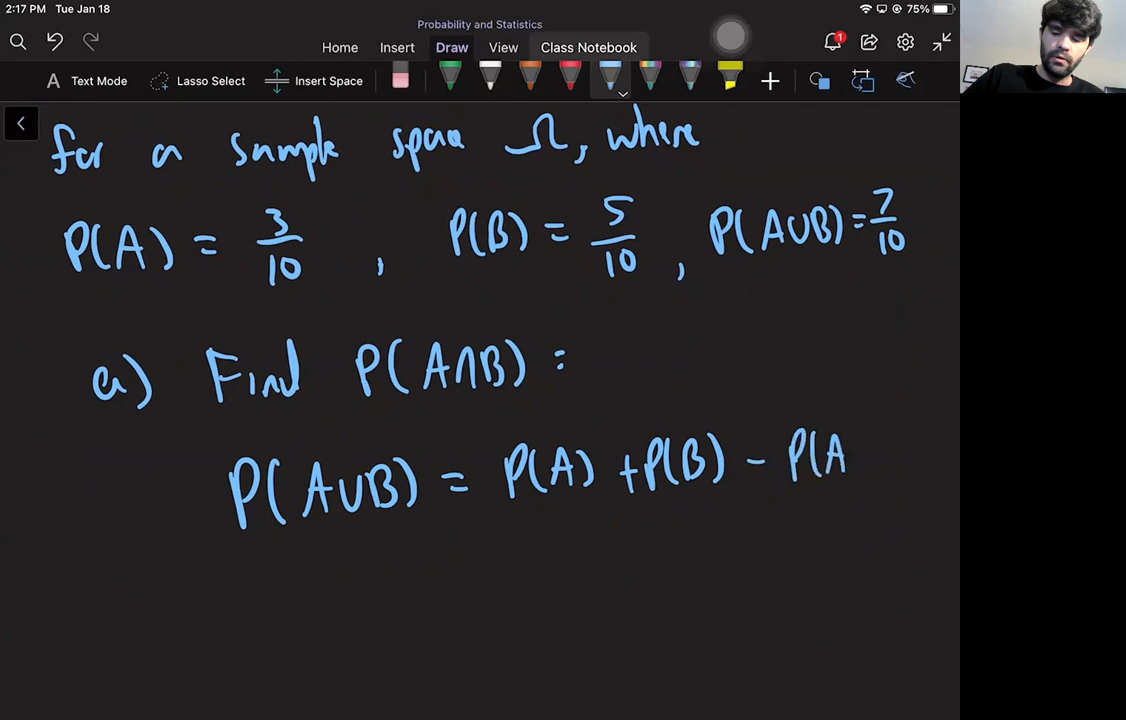 2:17 PM Tue Jan 18
75%
Probability and Statistics
Home Insert Draw View Class Notebook
1
A Text Mode Lasso Select Insert Space
for a sample space Ω, where
P(A) = 3/10 , P(B) = 5/10 , P(A∪B) = 7/10
a) Find P(A∩B) =
P(A∪B) = P(A) + P(B) - P(A